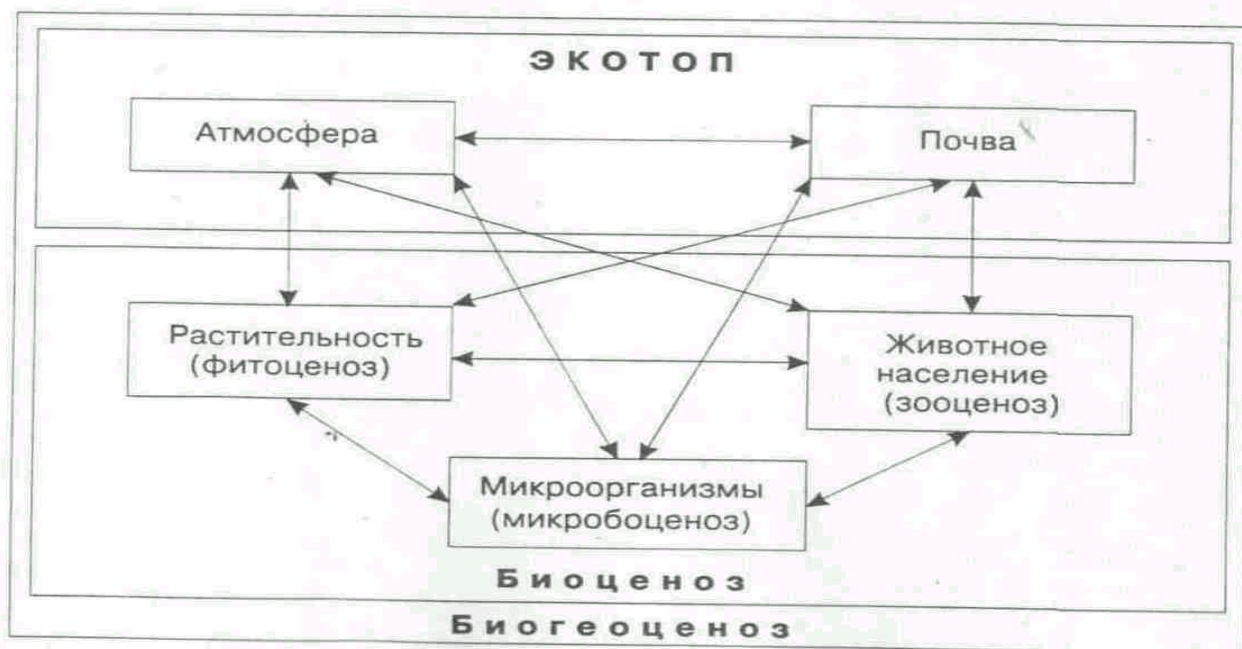 ЭКОТОП
Атмосфера
Почва
Растительность
(фитоценоз)
Животное
население
(зооценоз)
Микроорганизмы
(микробоценоз)
Биоценоз
Биогеоценоз